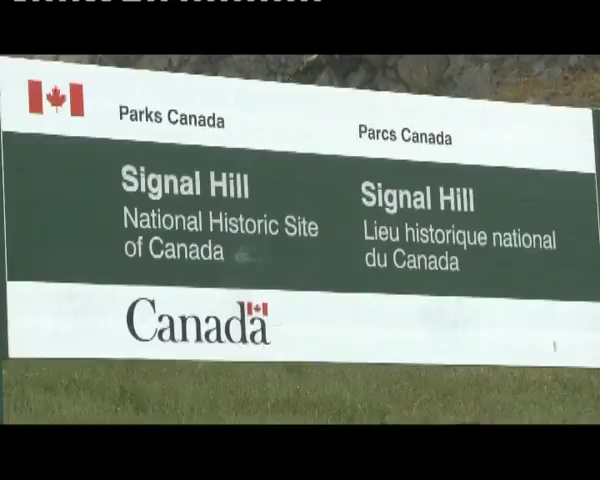 Parks Canada
Parcs Canada
Signal Hill
National Historic Site
of Canada
Signal Hill
Lieu historique national
du Canada
Canada